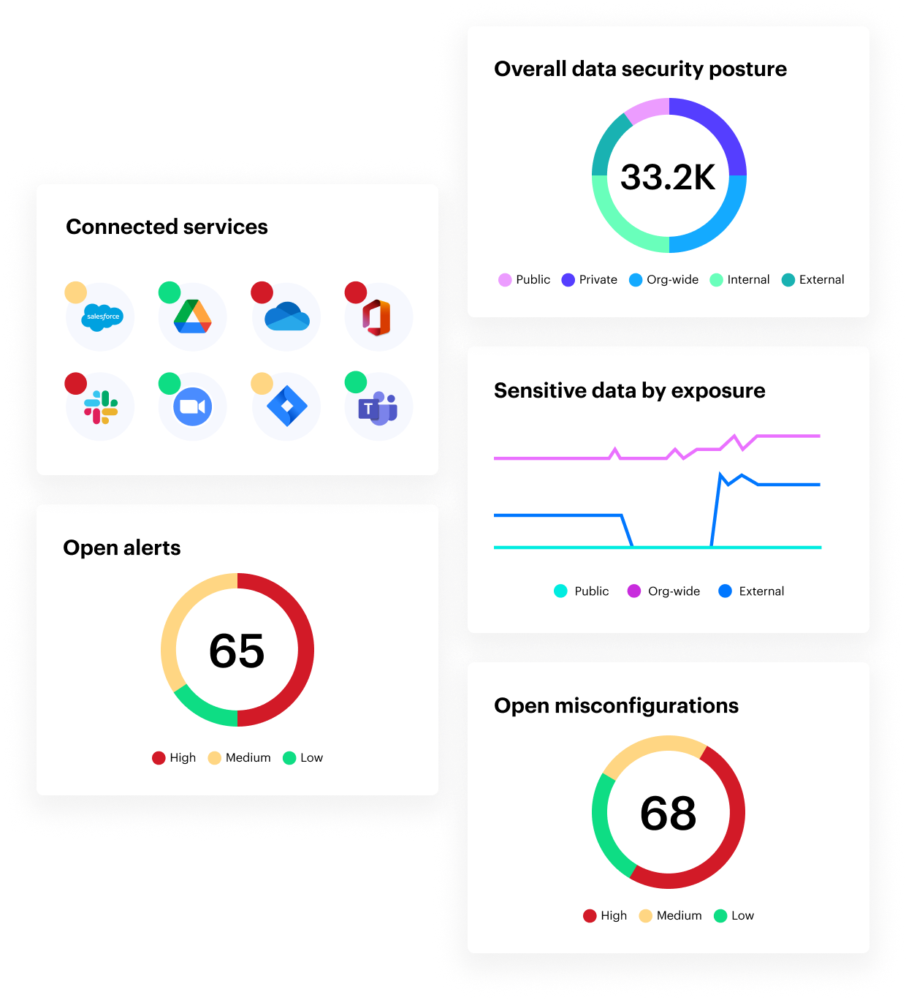 Overall data security posture
33.2K
Public Private Org-wide Internal External
Connected services
salesforce
T
Sensitive data by exposure
Public Org-wide External
Open alerts
65
High Medium Low
Open misconfigurations
68
High Medium Low